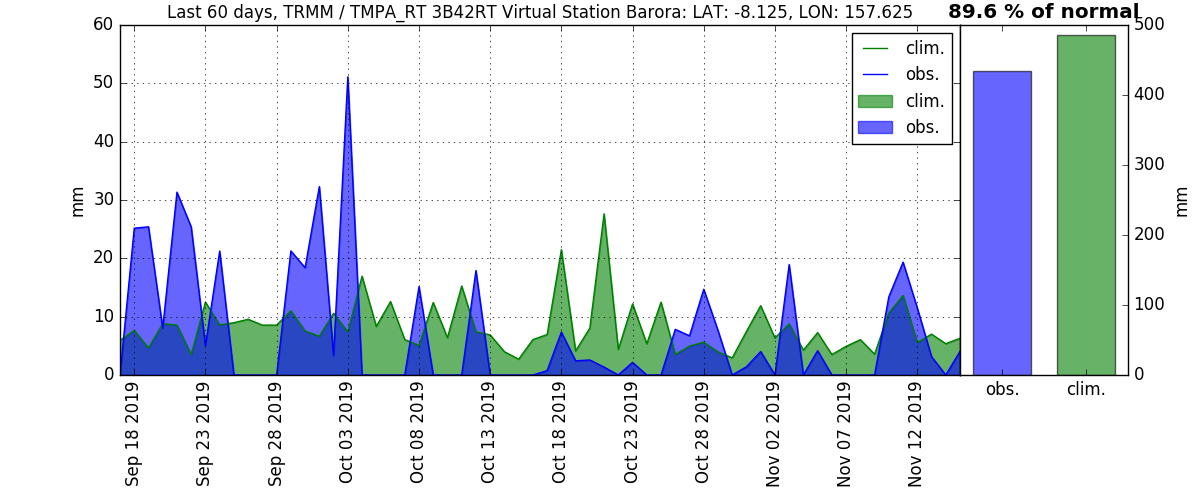 Last 60 days, TRMM / TMPA_RT 3B42RT Virtual Station Barora: LAT: -8.125, LON: 157.625
89.6 % of normal
60
50
40
30
20
10
0
mm
clim.
obs.
clim.
obs.
500
400
300
200
100
0
mm
obs.
clim.
Sep 18 2019
Sep 23 2019
Sep 28 2019
Oct 03 2019
Oct 08 2019
Oct 13 2019
Oct 18 2019
Oct 23 2019
Oct 28 2019
Nov 02 2019
Nov 07 2019
Nov 12 2019